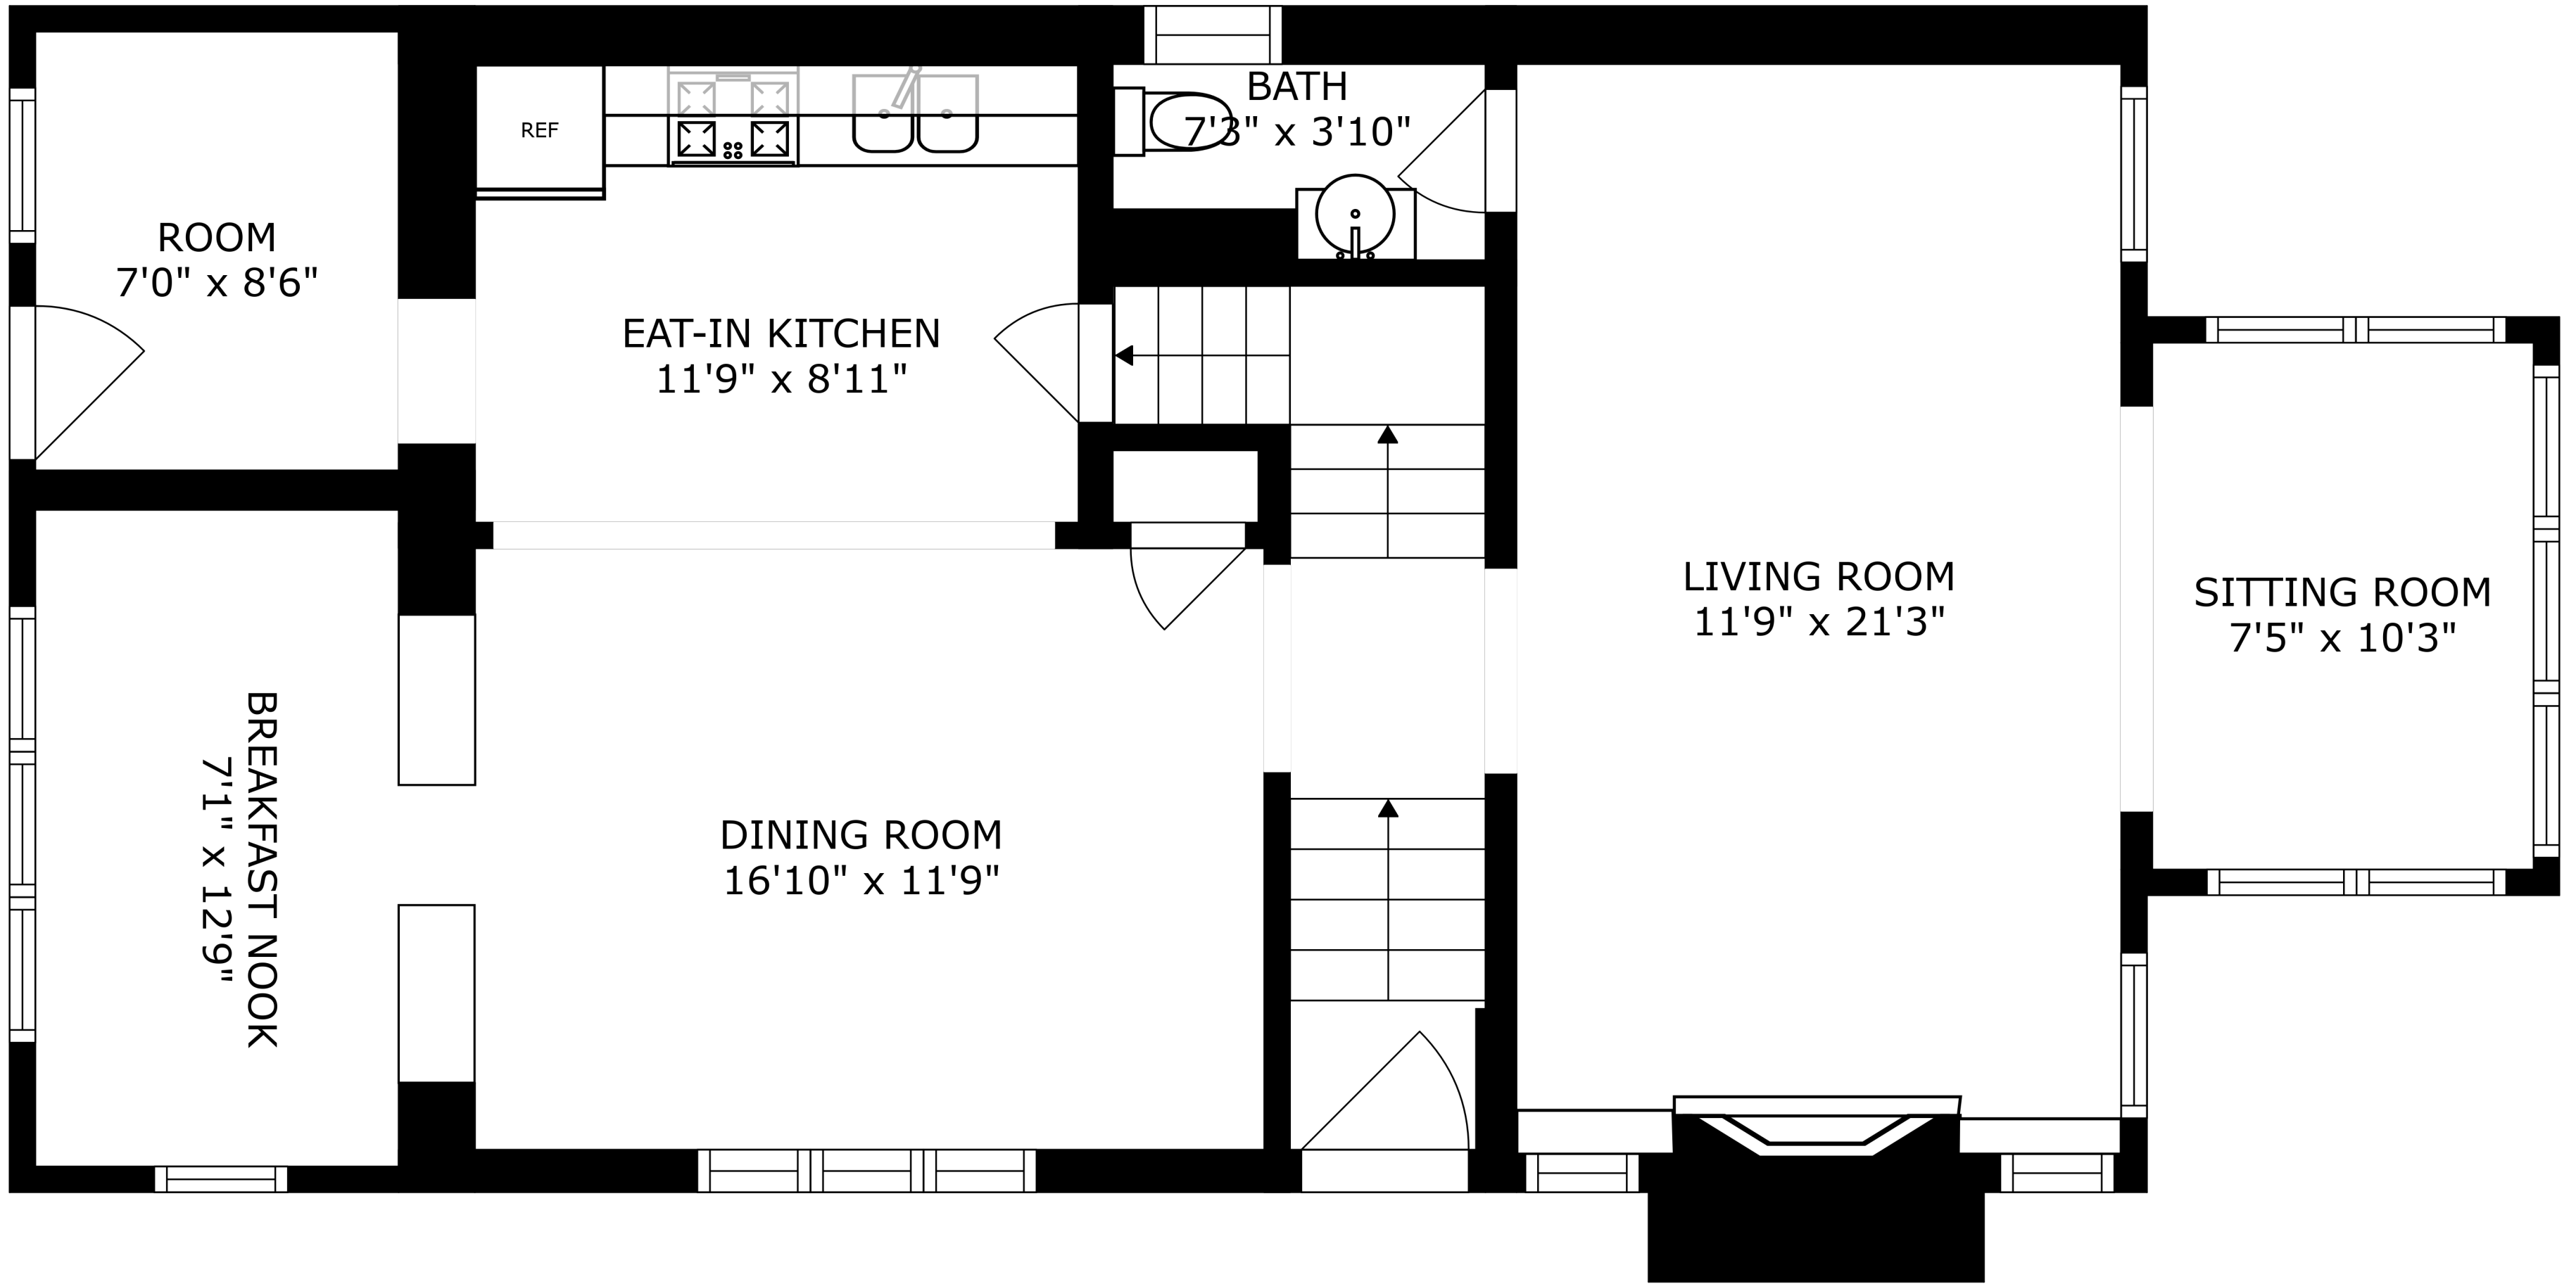 REF
BATH
7'3" x 3'10"
ROOM
7'0" x 8'6"
EAT-IN KITCHEN
11'9" x 8'11"
LIVING ROOM
11'9" x 21'3"
SITTING ROOM
7'5" x 10'3"
BREAKFAST NOOK
7'1" x 12'9"
DINING ROOM
16'10" x 11'9"